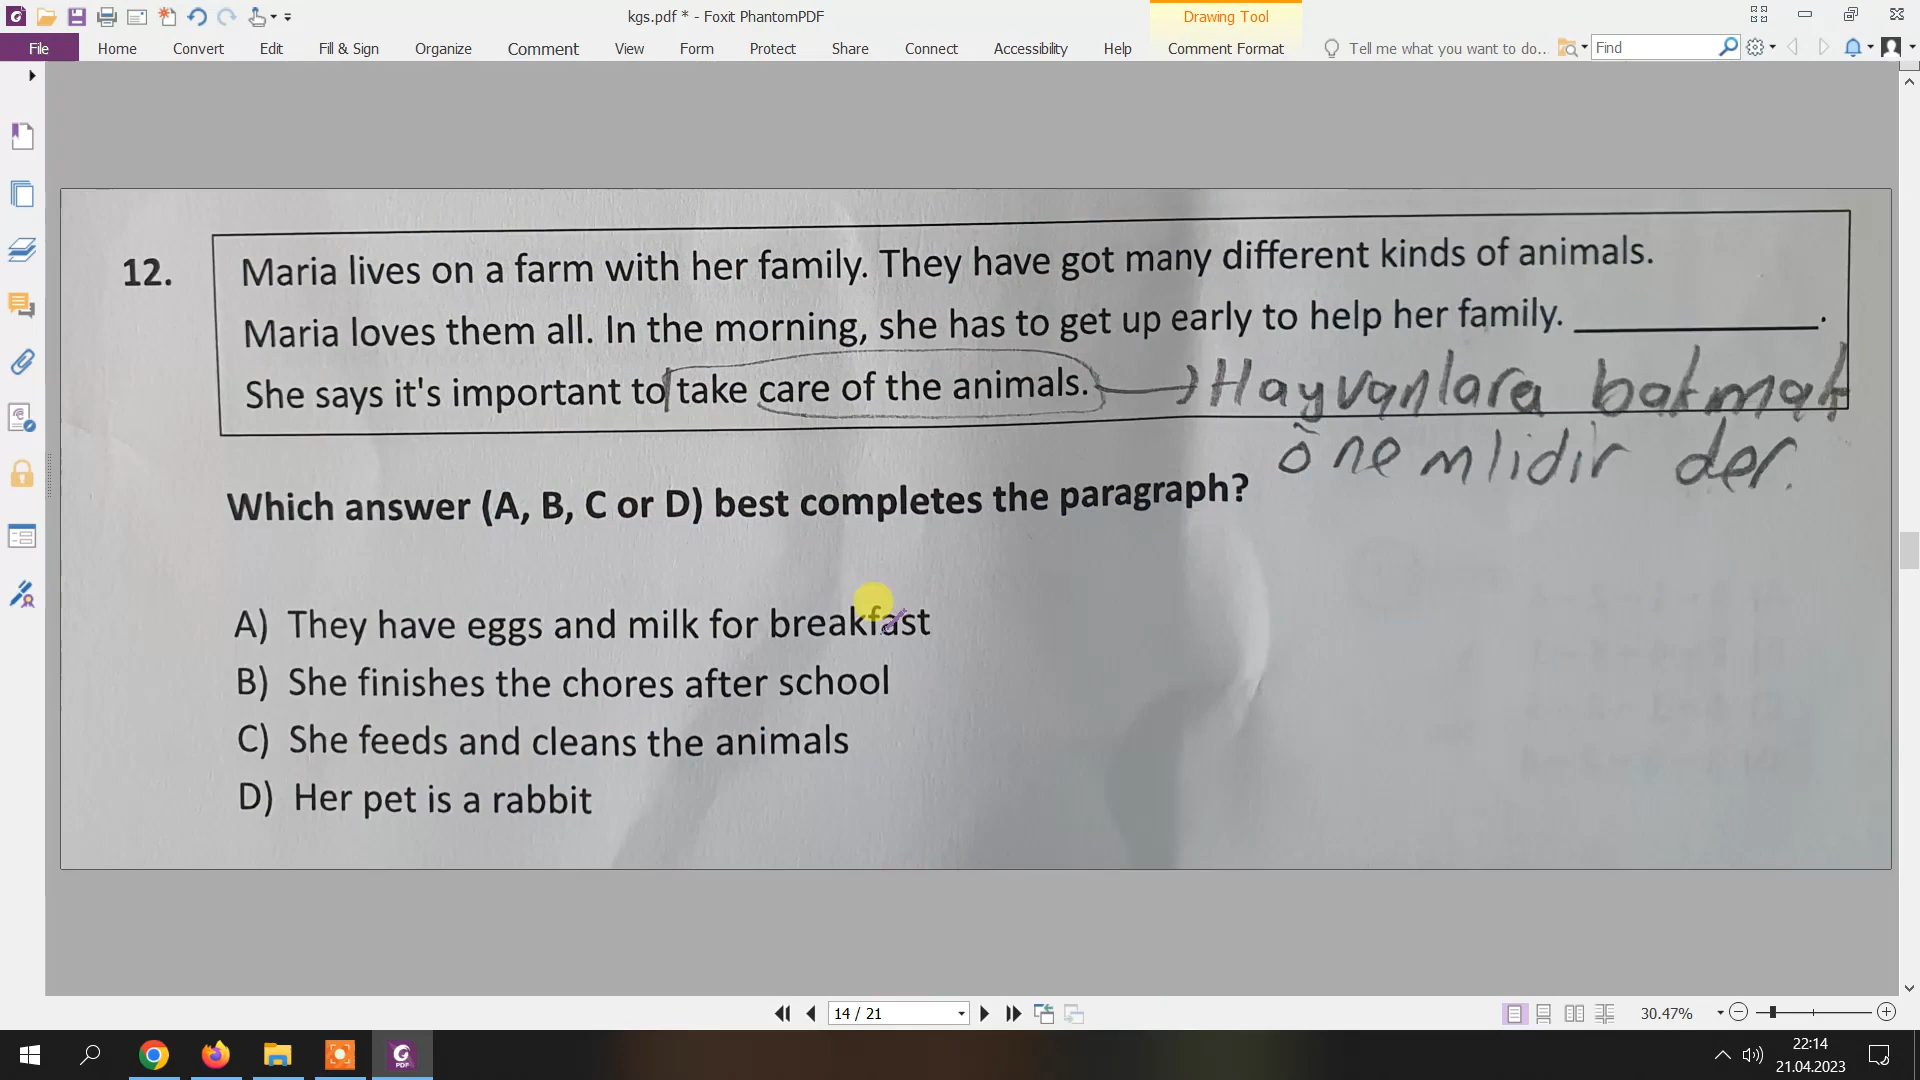 kgs.pdf * - Foxit PhantomPDF
Drawing Tool
File Home Convert Edit Fill & Sign Organize Comment View Form Protect Share Connect Accessibility Help Comment Format Tell me what you want to do.. Find
12.
Maria lives on a farm with her family. They have got many different kinds of animals.
Maria loves them all. In the morning, she has to get up early to help her family. ____________.
She says it's important to take care of the animals. Hayvanlara bakmak
önemlidir der.
Which answer (A, B, C or D) best completes the paragraph?
A) They have eggs and milk for breakfast
B) She finishes the chores after school
C) She feeds and cleans the animals
D) Her pet is a rabbit
14 / 21
30.47%
PDF
22:14
21.04.2023